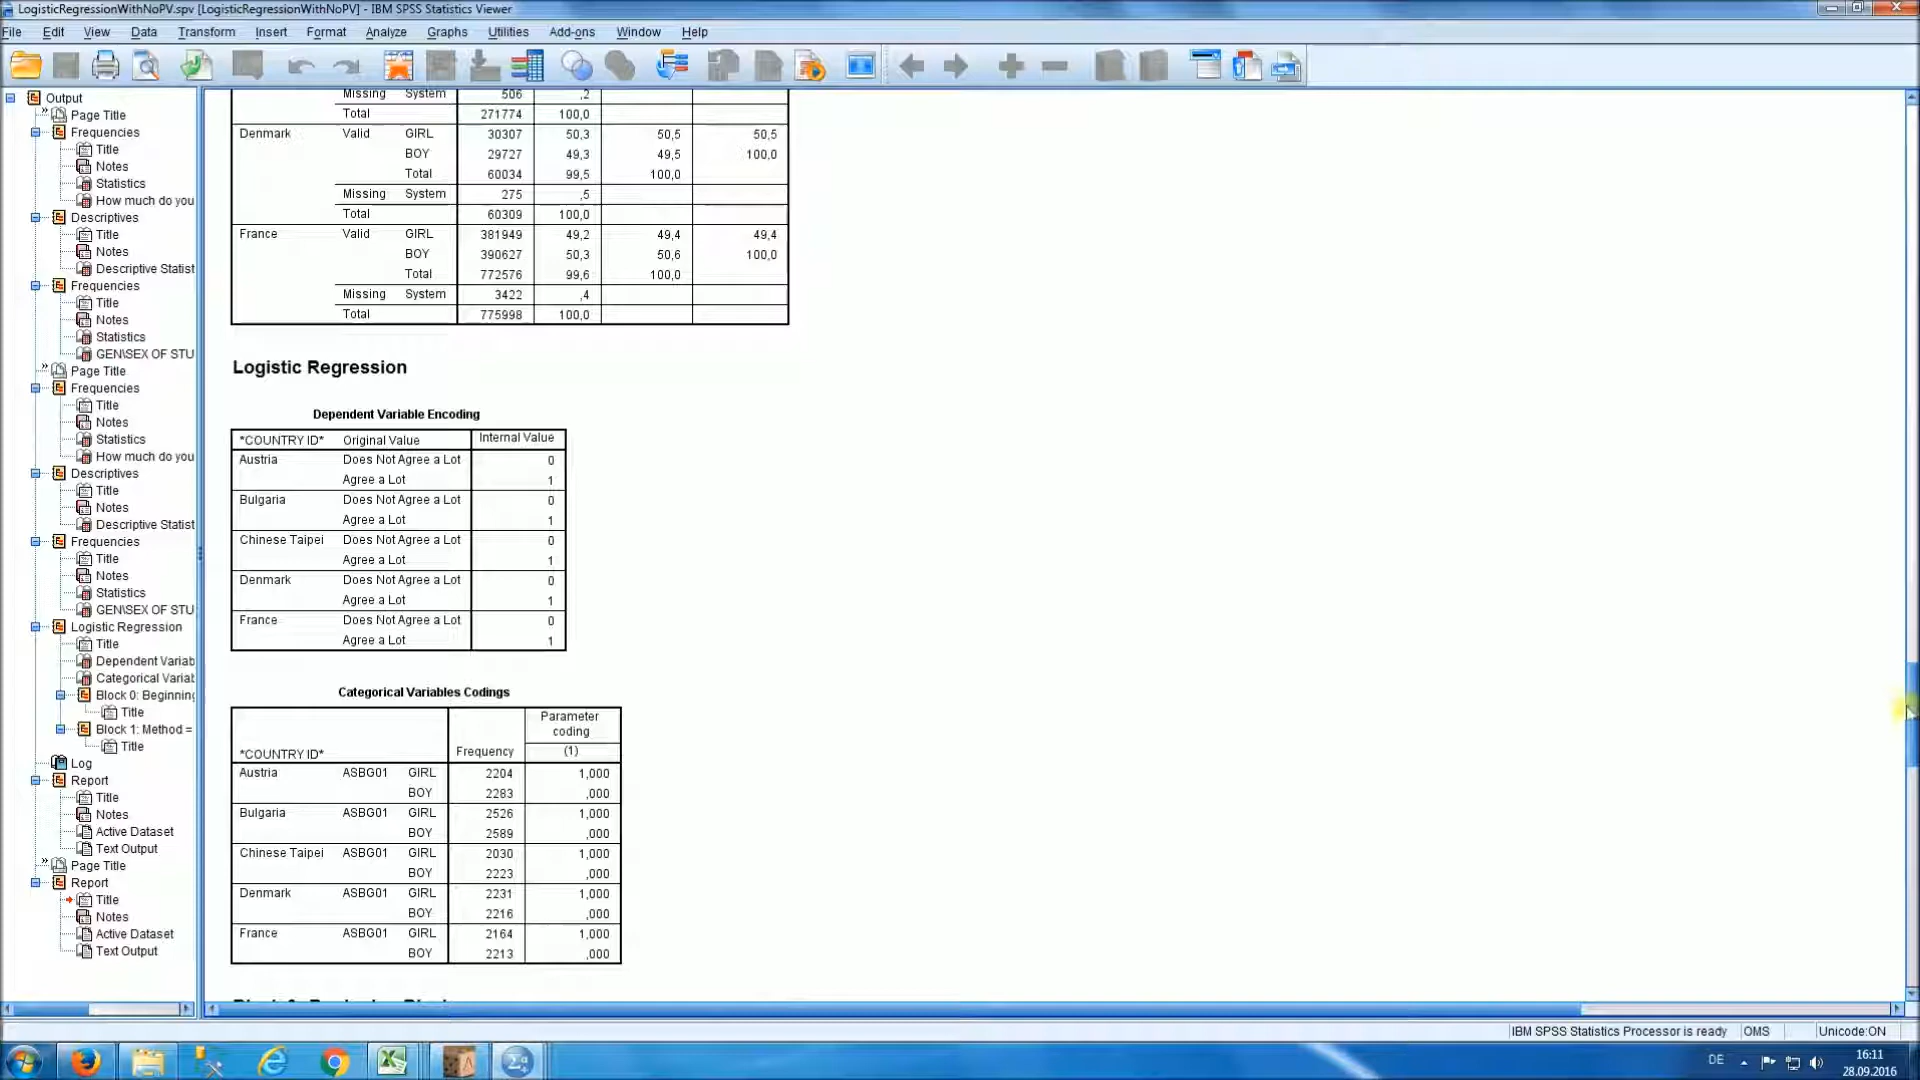 LogisticRegressionWithNoPV.spv [LogisticRegressionWithNoPV] - IBM SPSS Statistics Viewer
File Edit View Data Transform Insert Format Analyze Graphs Utilities Add-ons Window Help
Output
Page Title
Frequencies
Title
Notes
Statistics
How much do you
Descriptives
Title
Notes
Descriptive Statist
Frequencies
Title
Notes
Statistics
GEN\SEX OF STU
Page Title
Frequencies
Title
Notes
Statistics
How much do you
Descriptives
Title
Notes
Descriptive Statist
Frequencies
Title
Notes
Statistics
GEN\SEX OF STU
Logistic Regression
Title
Dependent Variab
Categorical Variab
Block 0: Beginning
Title
Block 1: Method =
Title
Log
Report
Title
Notes
Active Dataset
Text Output
Page Title
Report
Title
Notes
Active Dataset
Text Output
Missing System 506 ,2
Total 271774 100,0
Denmark Valid GIRL 30307 50,3 50,5 50,5
BOY 29727 49,3 49,5 100,0
Total 60034 99,5 100,0
Missing System 275 ,5
Total 60309 100,0
France Valid GIRL 381949 49,2 49,4 49,4
BOY 390627 50,3 50,6 100,0
Total 772576 99,6 100,0
Missing System 3422 ,4
Total 775998 100,0
Logistic Regression
Dependent Variable Encoding
*COUNTRY ID* Original Value Internal Value
Austria Does Not Agree a Lot 0
Agree a Lot 1
Bulgaria Does Not Agree a Lot 0
Agree a Lot 1
Chinese Taipei Does Not Agree a Lot 0
Agree a Lot 1
Denmark Does Not Agree a Lot 0
Agree a Lot 1
France Does Not Agree a Lot 0
Agree a Lot 1
Categorical Variables Codings
Parameter
coding
*COUNTRY ID* Frequency (1)
Austria ASBG01 GIRL 2204 1,000
BOY 2283 ,000
Bulgaria ASBG01 GIRL 2526 1,000
BOY 2589 ,000
Chinese Taipei ASBG01 GIRL 2030 1,000
BOY 2223 ,000
Denmark ASBG01 GIRL 2231 1,000
BOY 2216 ,000
France ASBG01 GIRL 2164 1,000
BOY 2213 ,000
IBM SPSS Statistics Processor is ready OMS Unicode:ON
DE
16:11
28.09.2016